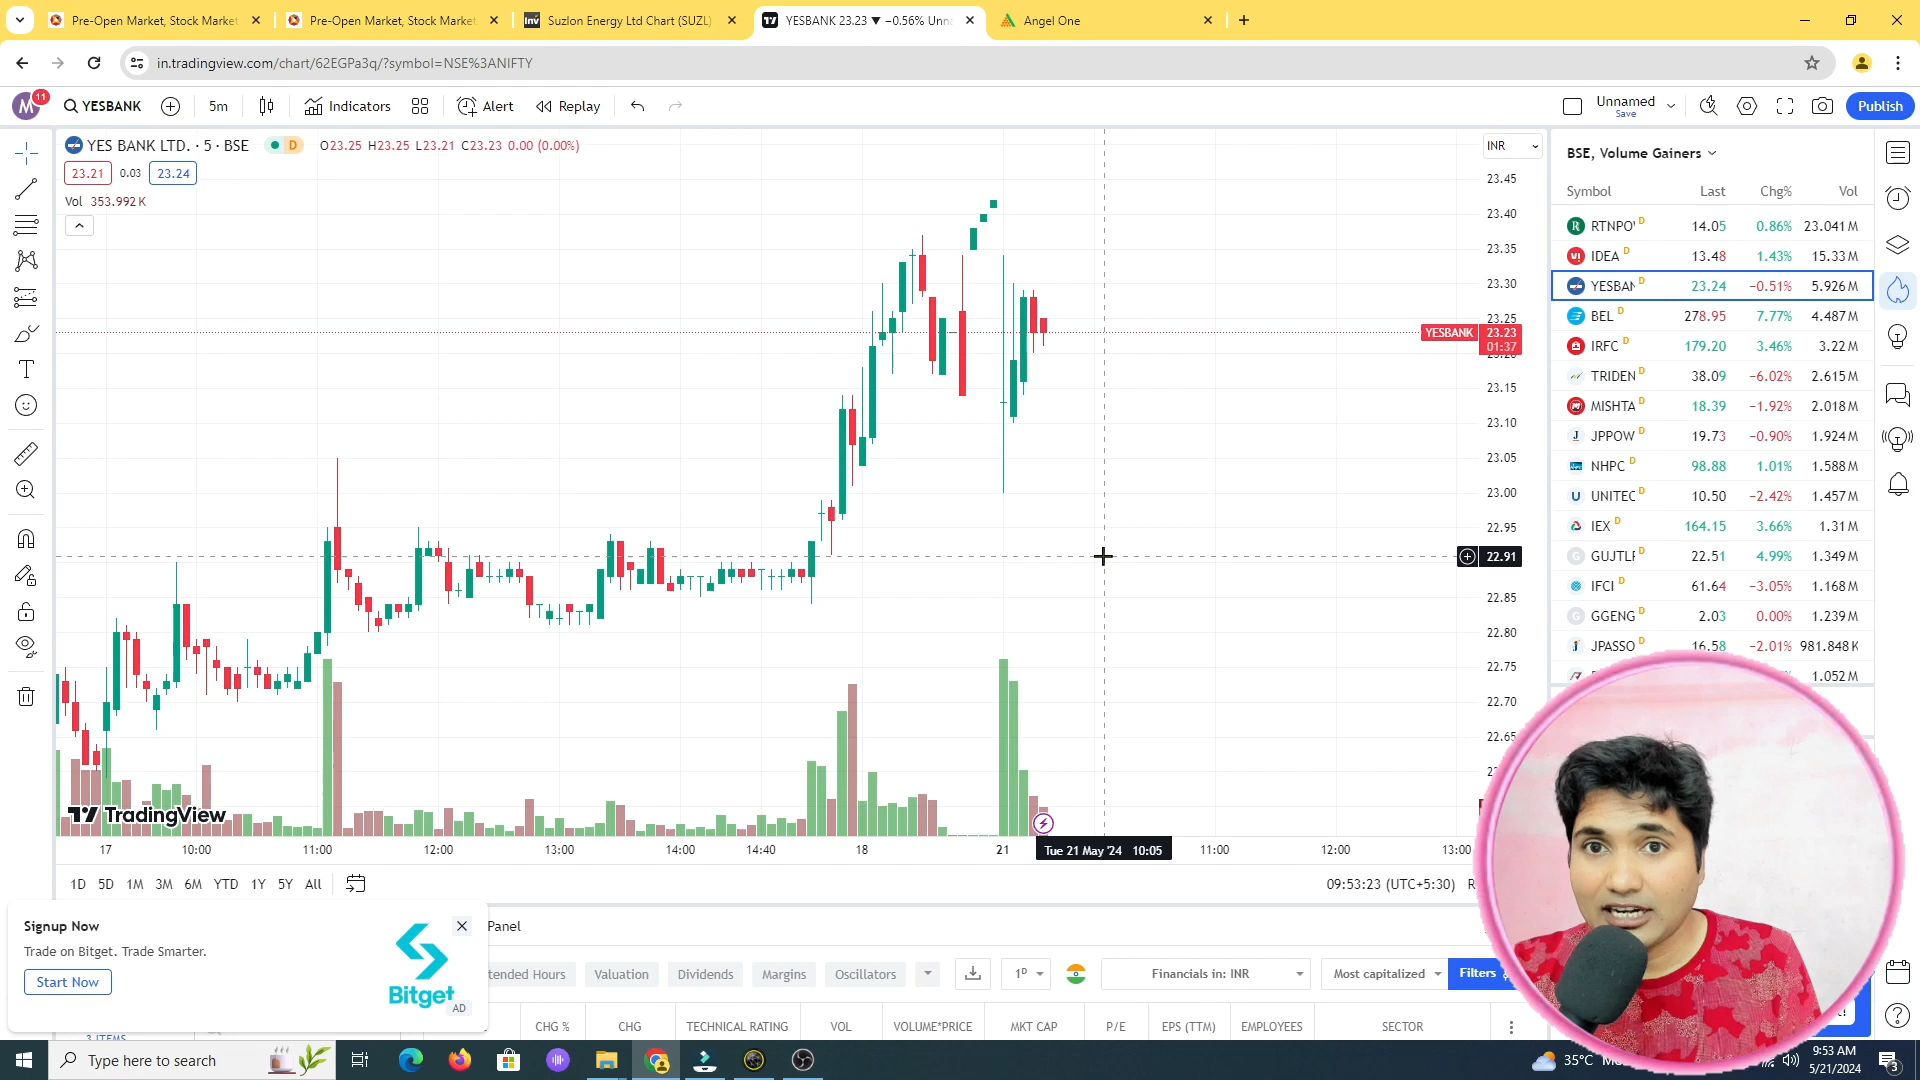 Pre-Open Market, Stock Market
Pre-Open Market, Stock Market
Suzlon Energy Ltd Chart (SUZL)
YESBANK 23.23 ▼ −0.56% Unna
Angel One
in.tradingview.com/chart/62EGPa3q/?symbol=NSE%3ANIFTY
M 11
YESBANK
5m
Indicators
Alert
Replay
Unnamed
Save
Publish
YES BANK LTD. · 5 · BSE D O23.25 H23.25 L23.21 C23.23 0.00 (0.00%)
23.21 0.03 23.24
Vol 353.992 K
INR
23.45
23.40
23.35
23.30
23.25
YESBANK 23.23
01:37
23.20
23.15
23.10
23.05
23.00
22.95
22.91
22.85
22.80
22.75
22.70
22.65
TradingView
17 10:00 11:00 12:00 13:00 14:00 14:40 18 21 Tue 21 May '24 10:05 11:00 12:00 13:00
1D 5D 1M 3M 6M YTD 1Y 5Y All
09:53:23 (UTC+5:30)
BSE, Volume Gainers
Symbol Last Chg% Vol
RTNPO D 14.05 0.86% 23.041 M
IDEA D 13.48 1.43% 15.33 M
YESBAN D 23.24 −0.51% 5.926 M
BEL D 278.95 7.77% 4.487 M
IRFC D 179.20 3.46% 3.22 M
TRIDEN D 38.09 −6.02% 2.615 M
MISHTA D 18.39 −1.92% 2.018 M
JPPOW D 19.73 −0.90% 1.924 M
NHPC D 98.88 1.01% 1.588 M
UNITEC D 10.50 −2.42% 1.457 M
IEX D 164.15 3.66% 1.31 M
GUJTLF D 22.51 4.99% 1.349 M
IFCI D 61.64 −3.05% 1.168 M
GGENG D 2.03 0.00% 1.239 M
JPASSO D 16.58 −2.01% 981.848 K
1.052 M
Signup Now
Trade on Bitget. Trade Smarter.
Start Now
Bitget
AD
Panel
tended Hours
Valuation
Dividends
Margins
Oscillators
1D
Financials in: INR
Most capitalized
Filters
3 ITEMS
CHG % CHG TECHNICAL RATING VOL VOLUME*PRICE MKT CAP P/E EPS (TTM) EMPLOYEES SECTOR
Type here to search
35°C
9:53 AM
5/21/2024
3